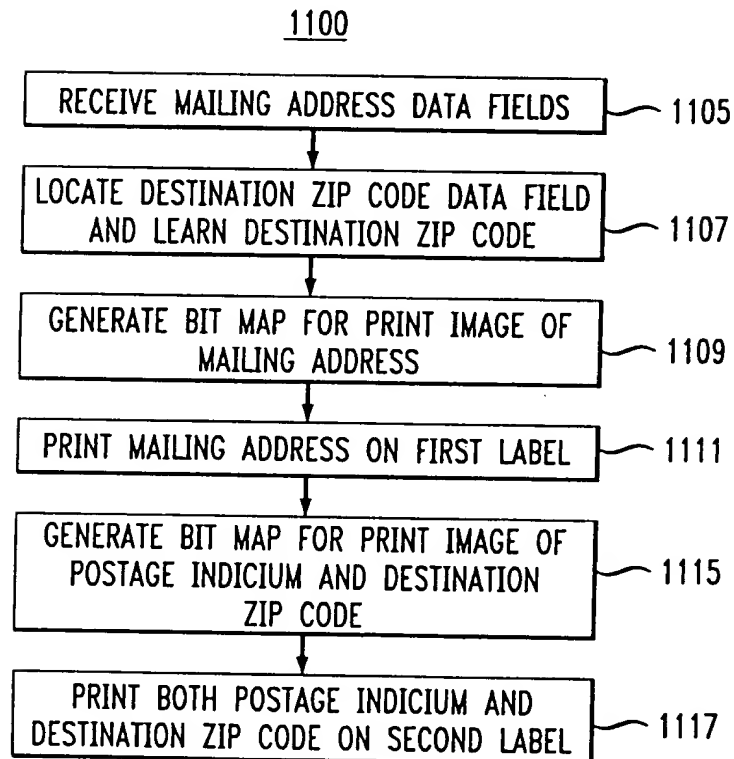 1100
RECEIVE MAILING ADDRESS DATA FIELDS
1105
LOCATE DESTINATION ZIP CODE DATA FIELD
AND LEARN DESTINATION ZIP CODE
1107
GENERATE BIT MAP FOR PRINT IMAGE OF
MAILING ADDRESS
1109
PRINT MAILING ADDRESS ON FIRST LABEL
1111
GENERATE BIT MAP FOR PRINT IMAGE OF
POSTAGE INDICIUM AND DESTINATION
ZIP CODE
1115
PRINT BOTH POSTAGE INDICIUM AND
DESTINATION ZIP CODE ON SECOND LABEL
1117